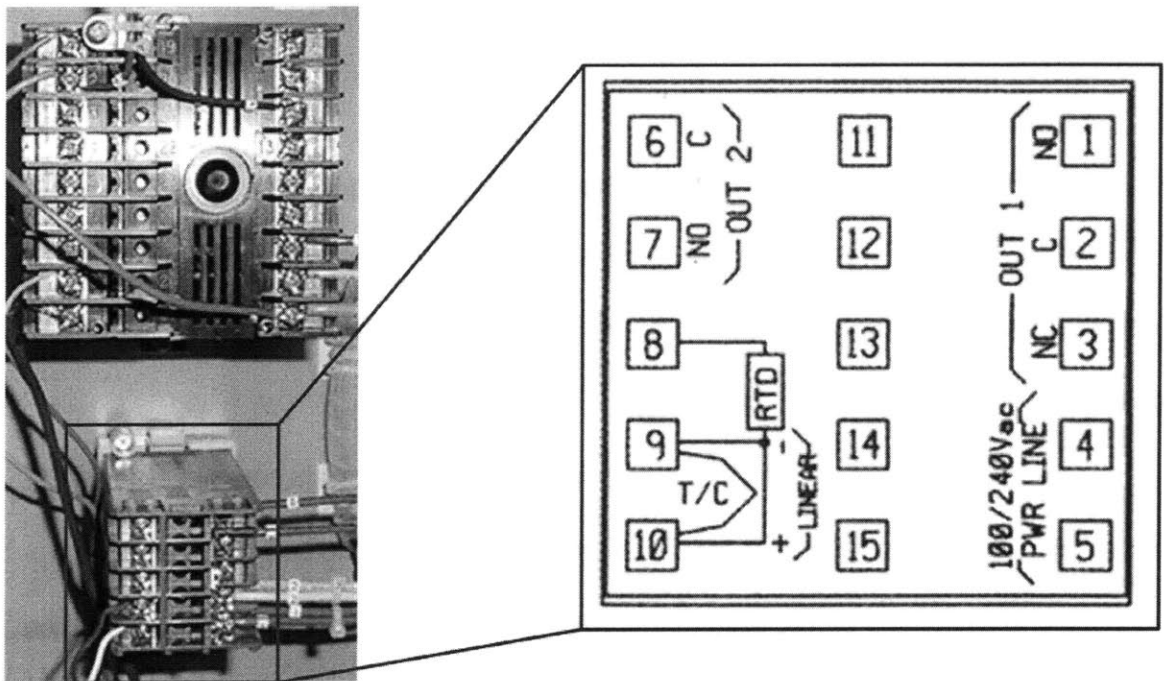 6 C 11 NO 1
OUT 2
7 NO 12 C 2
OUT 1
8 13 NC 3
RTD
9 - 14 100/240Vac 4
T/C LINEAR PWR LINE
10 + 15 5